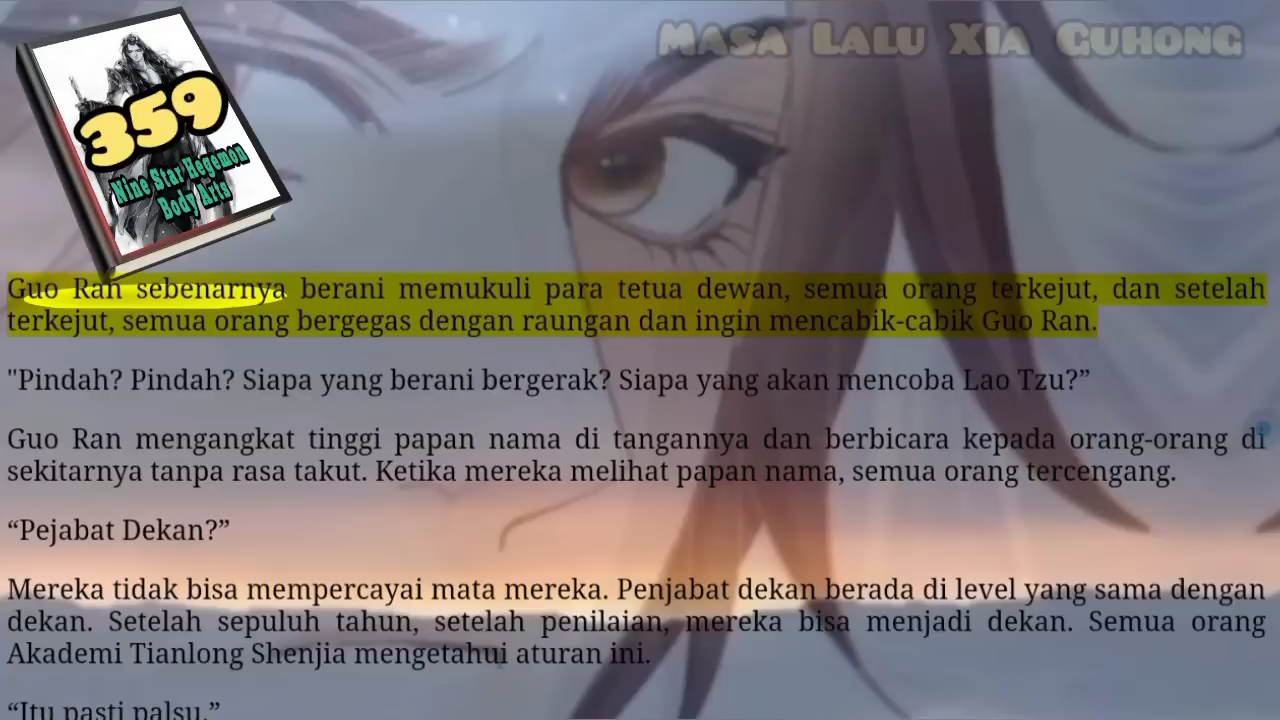 Masa Lalu Xia Guhong
359
Nine Star Hegemon
Body Arts
Guo Ran sebenarnya berani memukuli para tetua dewan, semua orang terkejut, dan setelah
terkejut, semua orang bergegas dengan raungan dan ingin mencabik-cabik Guo Ran.
"Pindah? Pindah? Siapa yang berani bergerak? Siapa yang akan mencoba Lao Tzu?”
Guo Ran mengangkat tinggi papan nama di tangannya dan berbicara kepada orang-orang di
sekitarnya tanpa rasa takut. Ketika mereka melihat papan nama, semua orang tercengang.
“Pejabat Dekan?”
Mereka tidak bisa mempercayai mata mereka. Penjabat dekan berada di level yang sama dengan
dekan. Setelah sepuluh tahun, setelah penilaian, mereka bisa menjadi dekan. Semua orang
Akademi Tianlong Shenjia mengetahui aturan ini.
“Itu pasti palsu.”